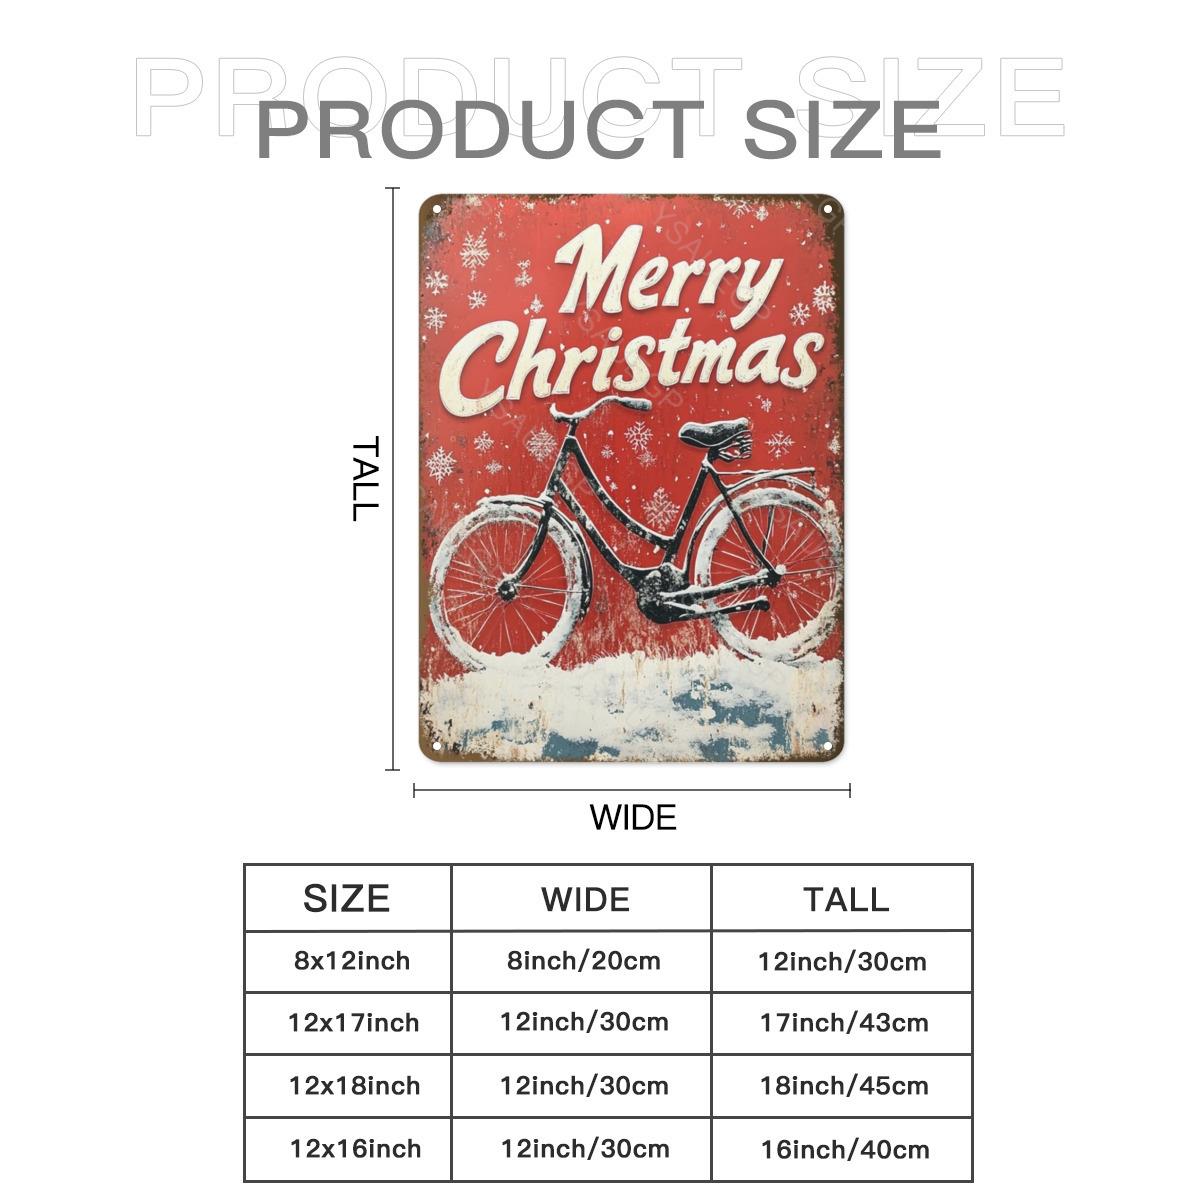 PRODUCT SIZE
PRODUCT SIZE
Merry
Christmas
TALL
WIDE
SIZE WIDE TALL
8x12inch 8inch/20cm 12inch/30cm
12x17inch 12inch/30cm 17inch/43cm
12x18inch 12inch/30cm 18inch/45cm
12x16inch 12inch/30cm 16inch/40cm